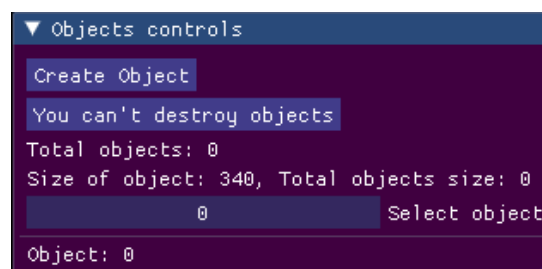 ▼ Objects controls
Create Object
You can't destroy objects
Total objects: 0
Size of object: 340, Total objects size: 0
0 Select object
Object: 0